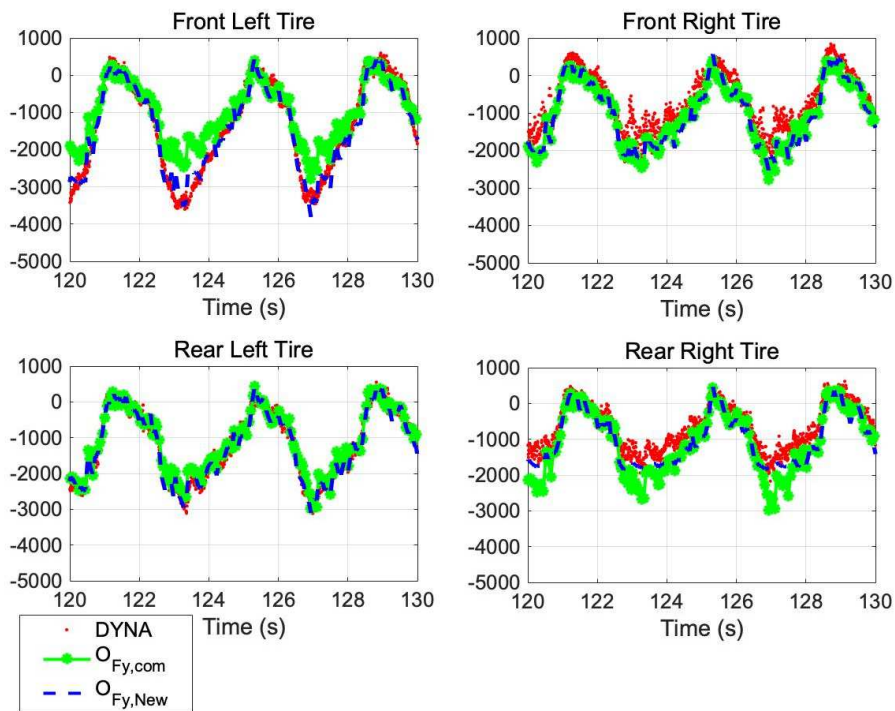 Front Left Tire
1000
0
-1000
-2000
-3000
-4000
-5000
120 122 124 126 128 130
Time (s)
Front Right Tire
1000
0
-1000
-2000
-3000
-4000
-5000
120 122 124 126 128 130
Time (s)
Rear Left Tire
1000
0
-1000
-2000
-3000
-4000
-5000
120 122 124 126 128 130
Time (s)
Rear Right Tire
1000
0
-1000
-2000
-3000
-4000
-5000
120 122 124 126 128 130
Time (s)
DYNA
O_Fy,com
O_Fy,New